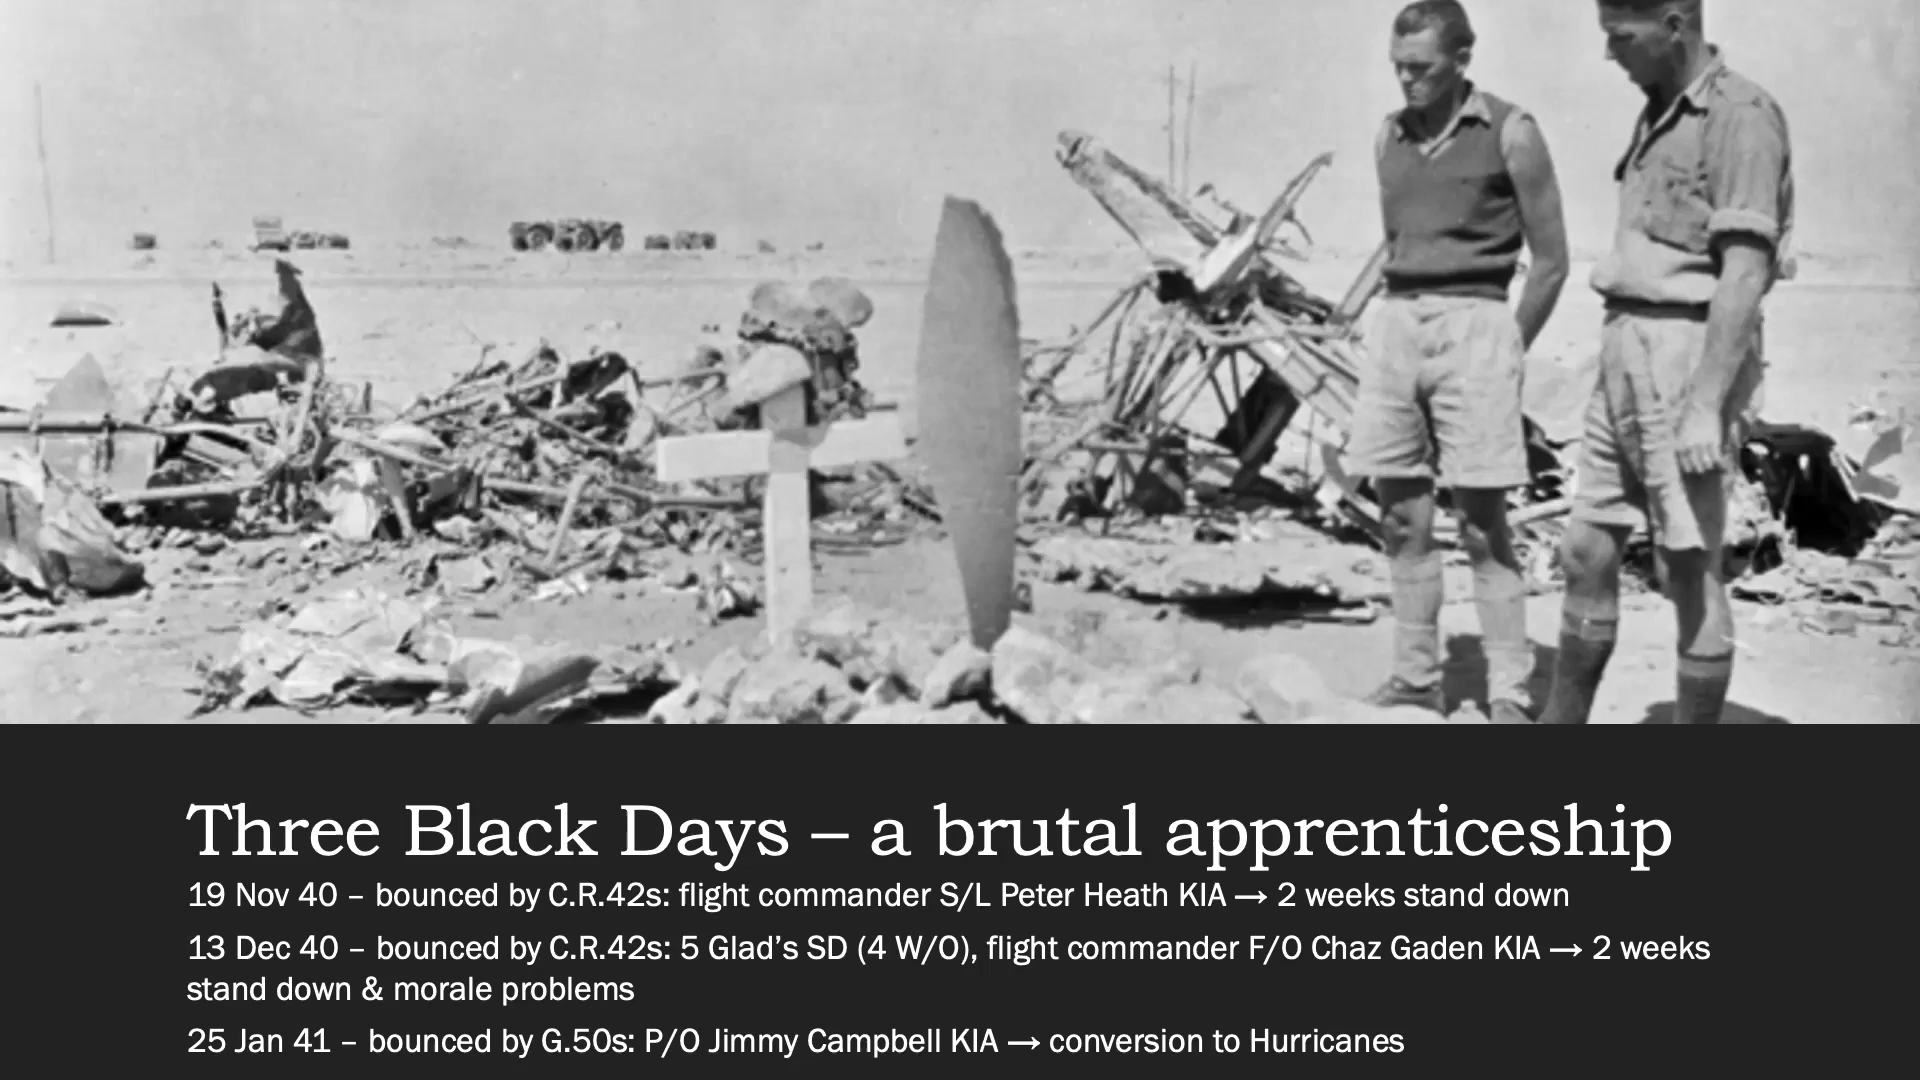 Three Black Days – a brutal apprenticeship
19 Nov 40 – bounced by C.R.42s: flight commander S/L Peter Heath KIA → 2 weeks stand down
13 Dec 40 – bounced by C.R.42s: 5 Glad’s SD (4 W/O), flight commander F/O Chaz Gaden KIA → 2 weeks
stand down & morale problems
25 Jan 41 – bounced by G.50s: P/O Jimmy Campbell KIA → conversion to Hurricanes